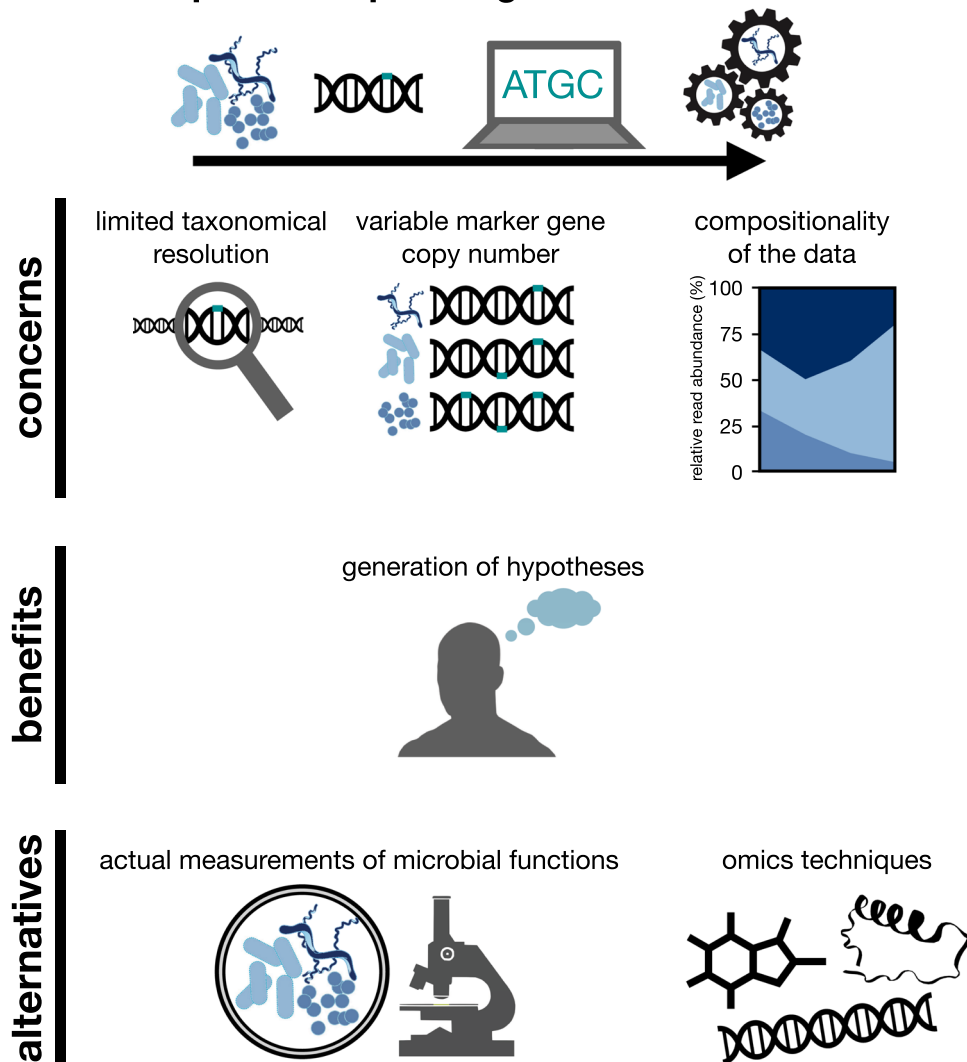 ATGC
concerns
limited taxonomical
resolution
variable marker gene
copy number
compositionality
of the data
relative read abundance (%)
100
75
50
25
0
benefits
generation of hypotheses
alternatives
actual measurements of microbial functions
omics techniques